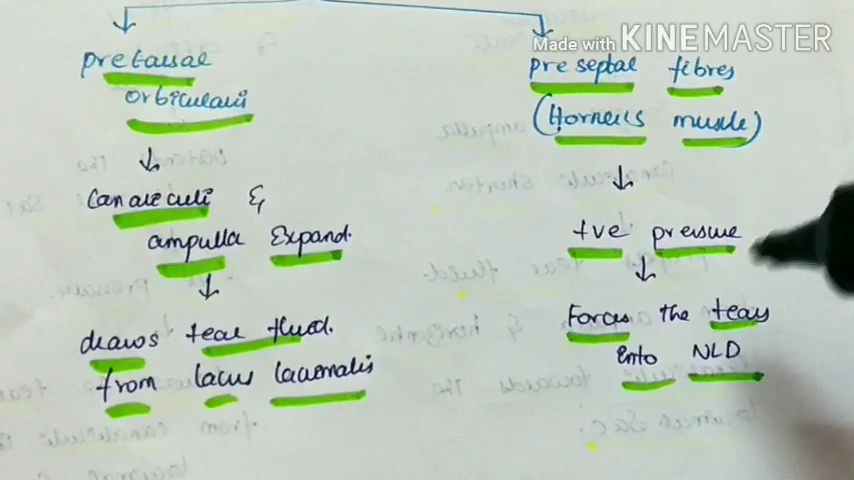 Made with KINEMASTER
pretarsal
orbicularis
Canaliculi &
ampulla Expand.
draws tear fluid.
from lacus lacrimalis
preseptal fibres
(Horner's muscle)
+ve pressure
Forces the tears
into NLD